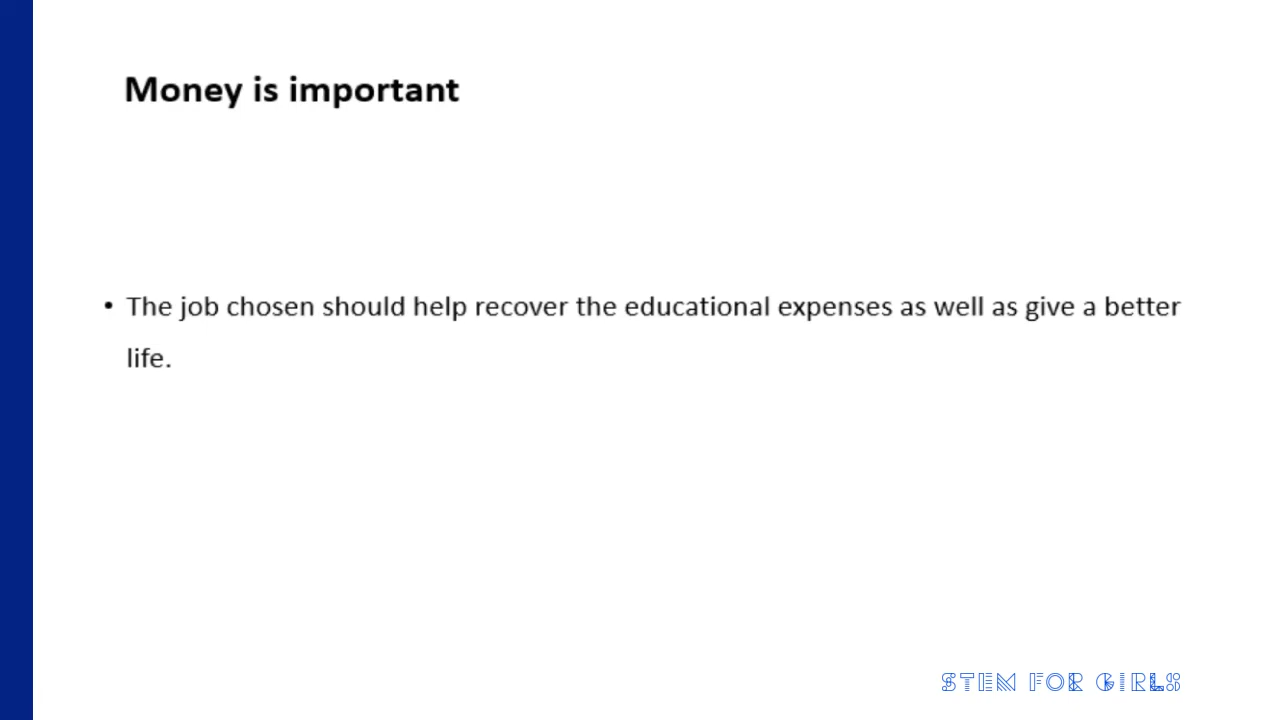 Money is important
• The job chosen should help recover the educational expenses as well as give a better
life.
STEM FOR GIRLS